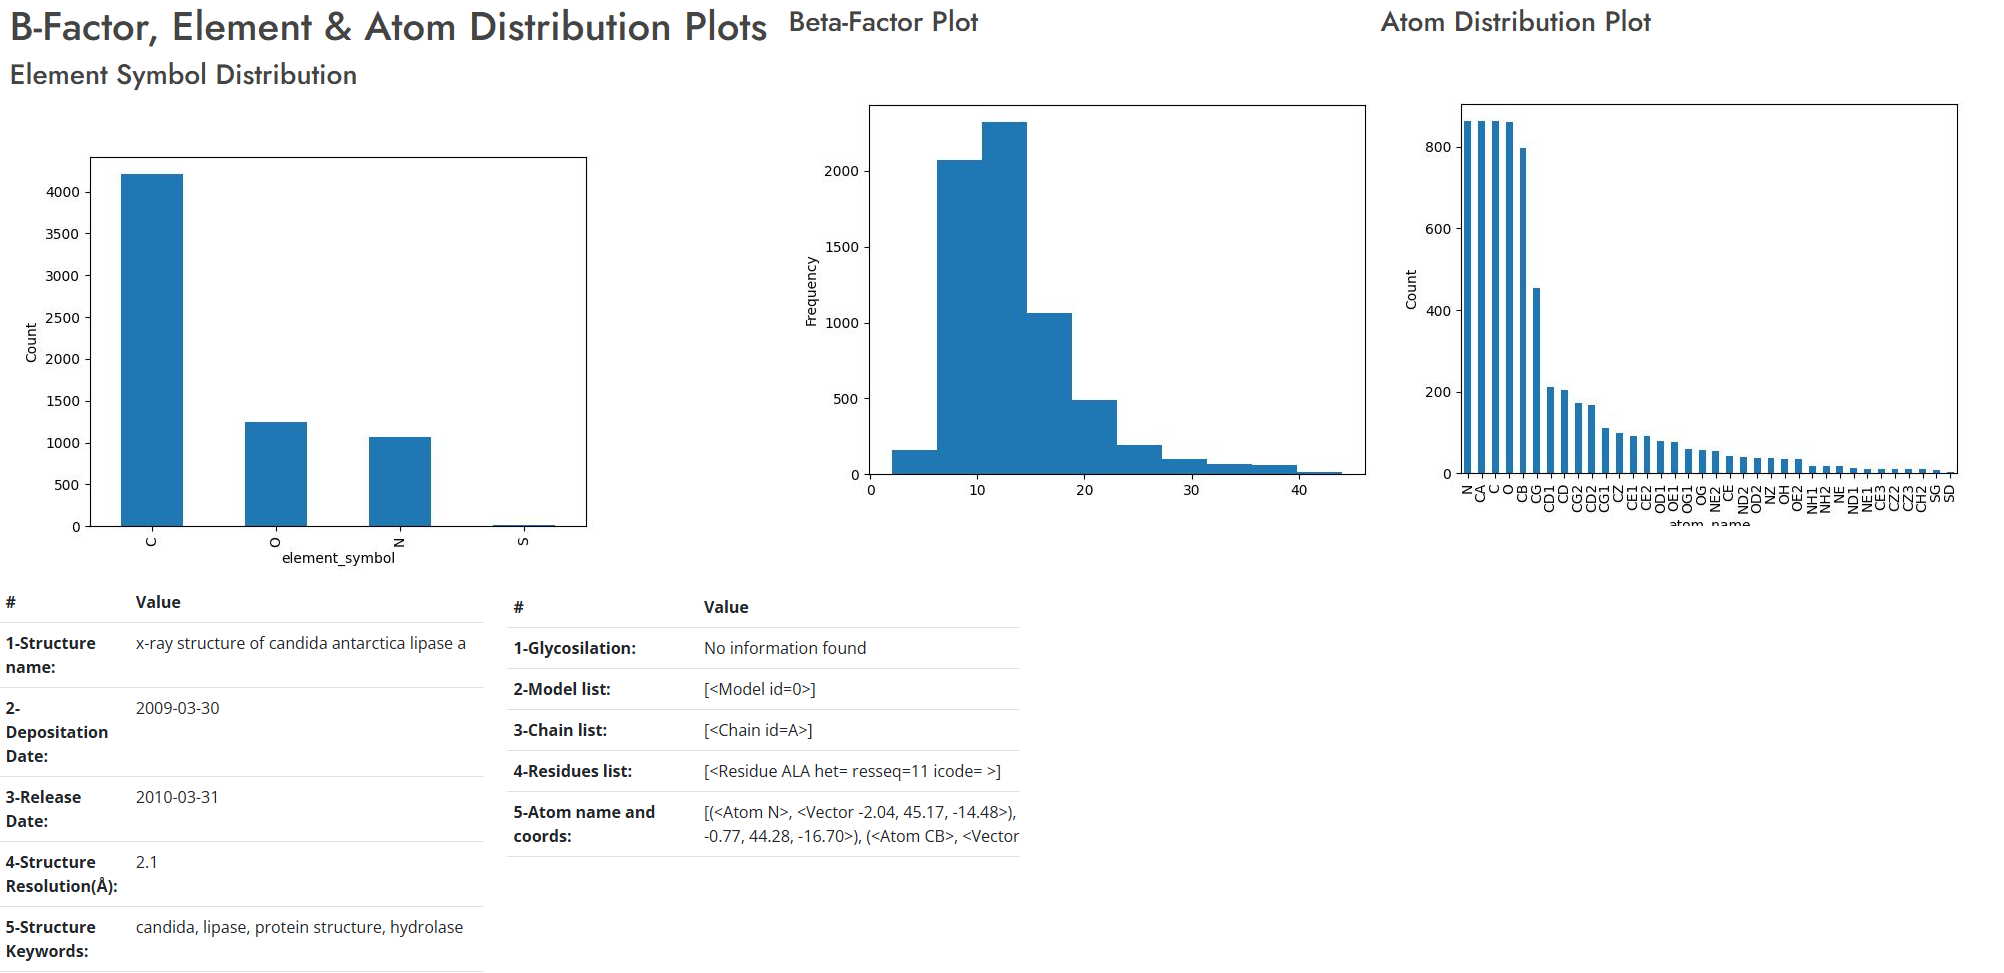 B-Factor, Element & Atom Distribution Plots
Element Symbol Distribution
Count
4000
3500
3000
2500
2000
1500
1000
500
0
C
O
N
S
element_symbol
Beta-Factor Plot
Frequency
2000
1500
1000
500
0
0
10
20
30
40
Atom Distribution Plot
Count
800
600
400
200
0
N
CA
C
O
CB
CG
CD1
CD
CG2
CD2
CG1
CZ
CE1
CE2
OD1
OE1
OG1
OG
NE2
CE
ND2
OD2
NZ
OH
OE2
NH1
NH2
NE
ND1
NE1
CE3
CZ2
CZ3
CH2
SG
SD
atom_name
# Value
1-Structure name: x-ray structure of candida antarctica lipase a
2-Depositation Date: 2009-03-30
3-Release Date: 2010-03-31
4-Structure Resolution(Å): 2.1
5-Structure Keywords: candida, lipase, protein structure, hydrolase
# Value
1-Glycosilation: No information found
2-Model list: [<Model id=0>]
3-Chain list: [<Chain id=A>]
4-Residues list: [<Residue ALA het= resseq=11 icode= >]
5-Atom name and coords: [(<Atom N>, <Vector -2.04, 45.17, -14.48>),
-0.77, 44.28, -16.70>), (<Atom CB>, <Vector